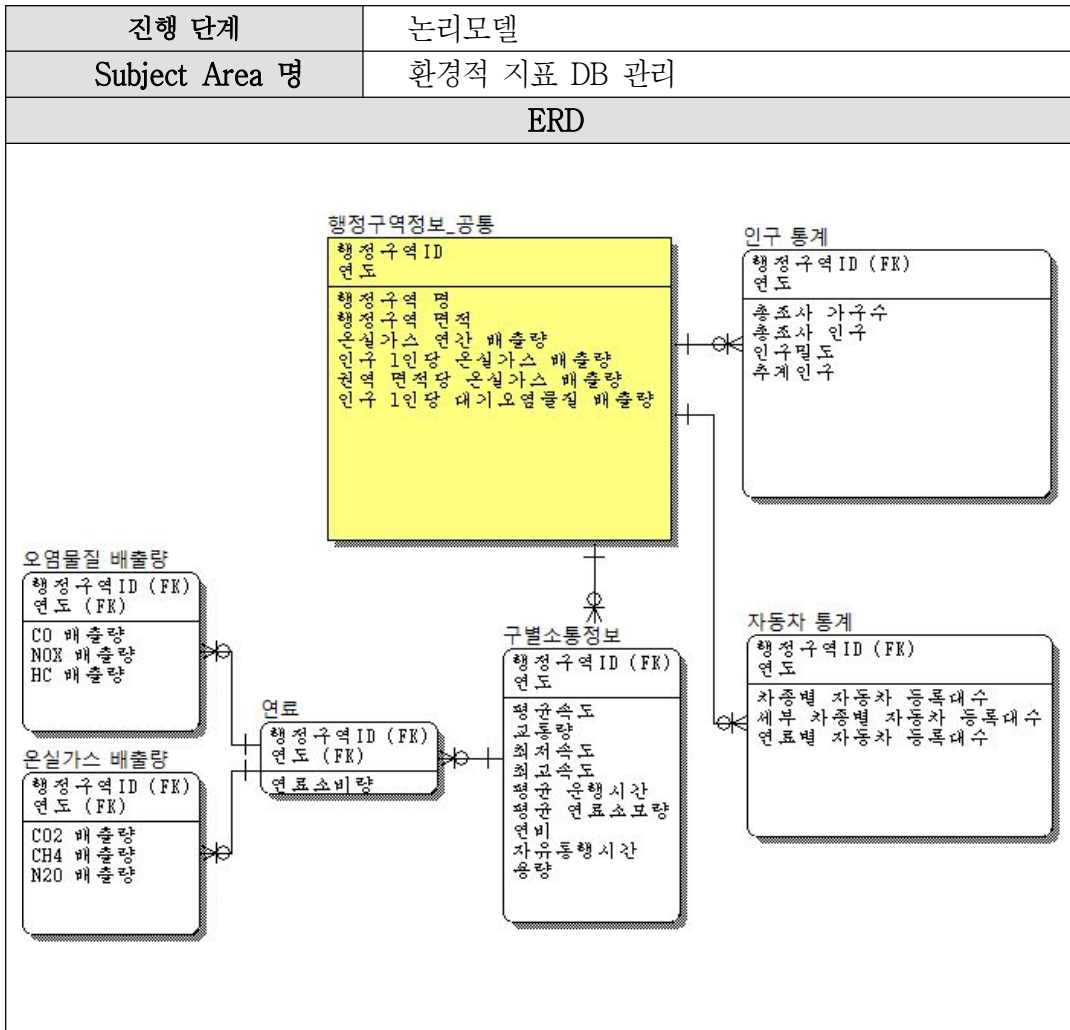 진행 단계 논리모델
Subject Area 명 환경적 지표 DB 관리
ERD
행정구역정보_공통
행정구역ID
연도
행정구역 명
행정구역 면적
온실가스 연간 배출량
인구 1인당 온실가스 배출량
권역 면적당 온실가스 배출량
인구 1인당 대기오염물질 배출량
인구 통계
행정구역ID (FK)
연도
총조사 가구수
총조사 인구
인구밀도
추계인구
오염물질 배출량
행정구역ID (FK)
연도 (FK)
CO 배출량
NOX 배출량
HC 배출량
온실가스 배출량
행정구역ID (FK)
연도 (FK)
CO2 배출량
CH4 배출량
N2O 배출량
연료
행정구역ID (FK)
연도 (FK)
연료소비량
구별소통정보
행정구역ID (FK)
연도
평균속도
교통량
최저속도
최고속도
평균 운행시간
평균 연료소모량
연비
자유통행시간
용량
자동차 통계
행정구역ID (FK)
연도
차종별 자동차 등록대수
세부 차종별 자동차 등록대수
연료별 자동차 등록대수